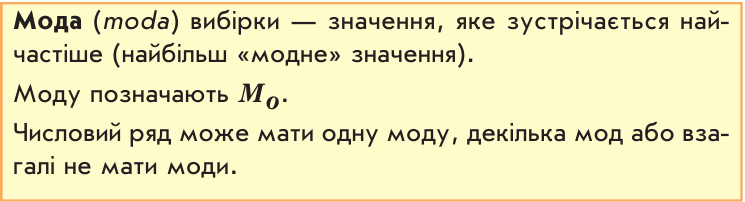 Мода (moda) вибірки — значення, яке зустрічається най-
частіше (найбільш «модне» значення).
Моду позначають Mo.
Числовий ряд може мати одну моду, декілька мод або вза-
галі не мати моди.